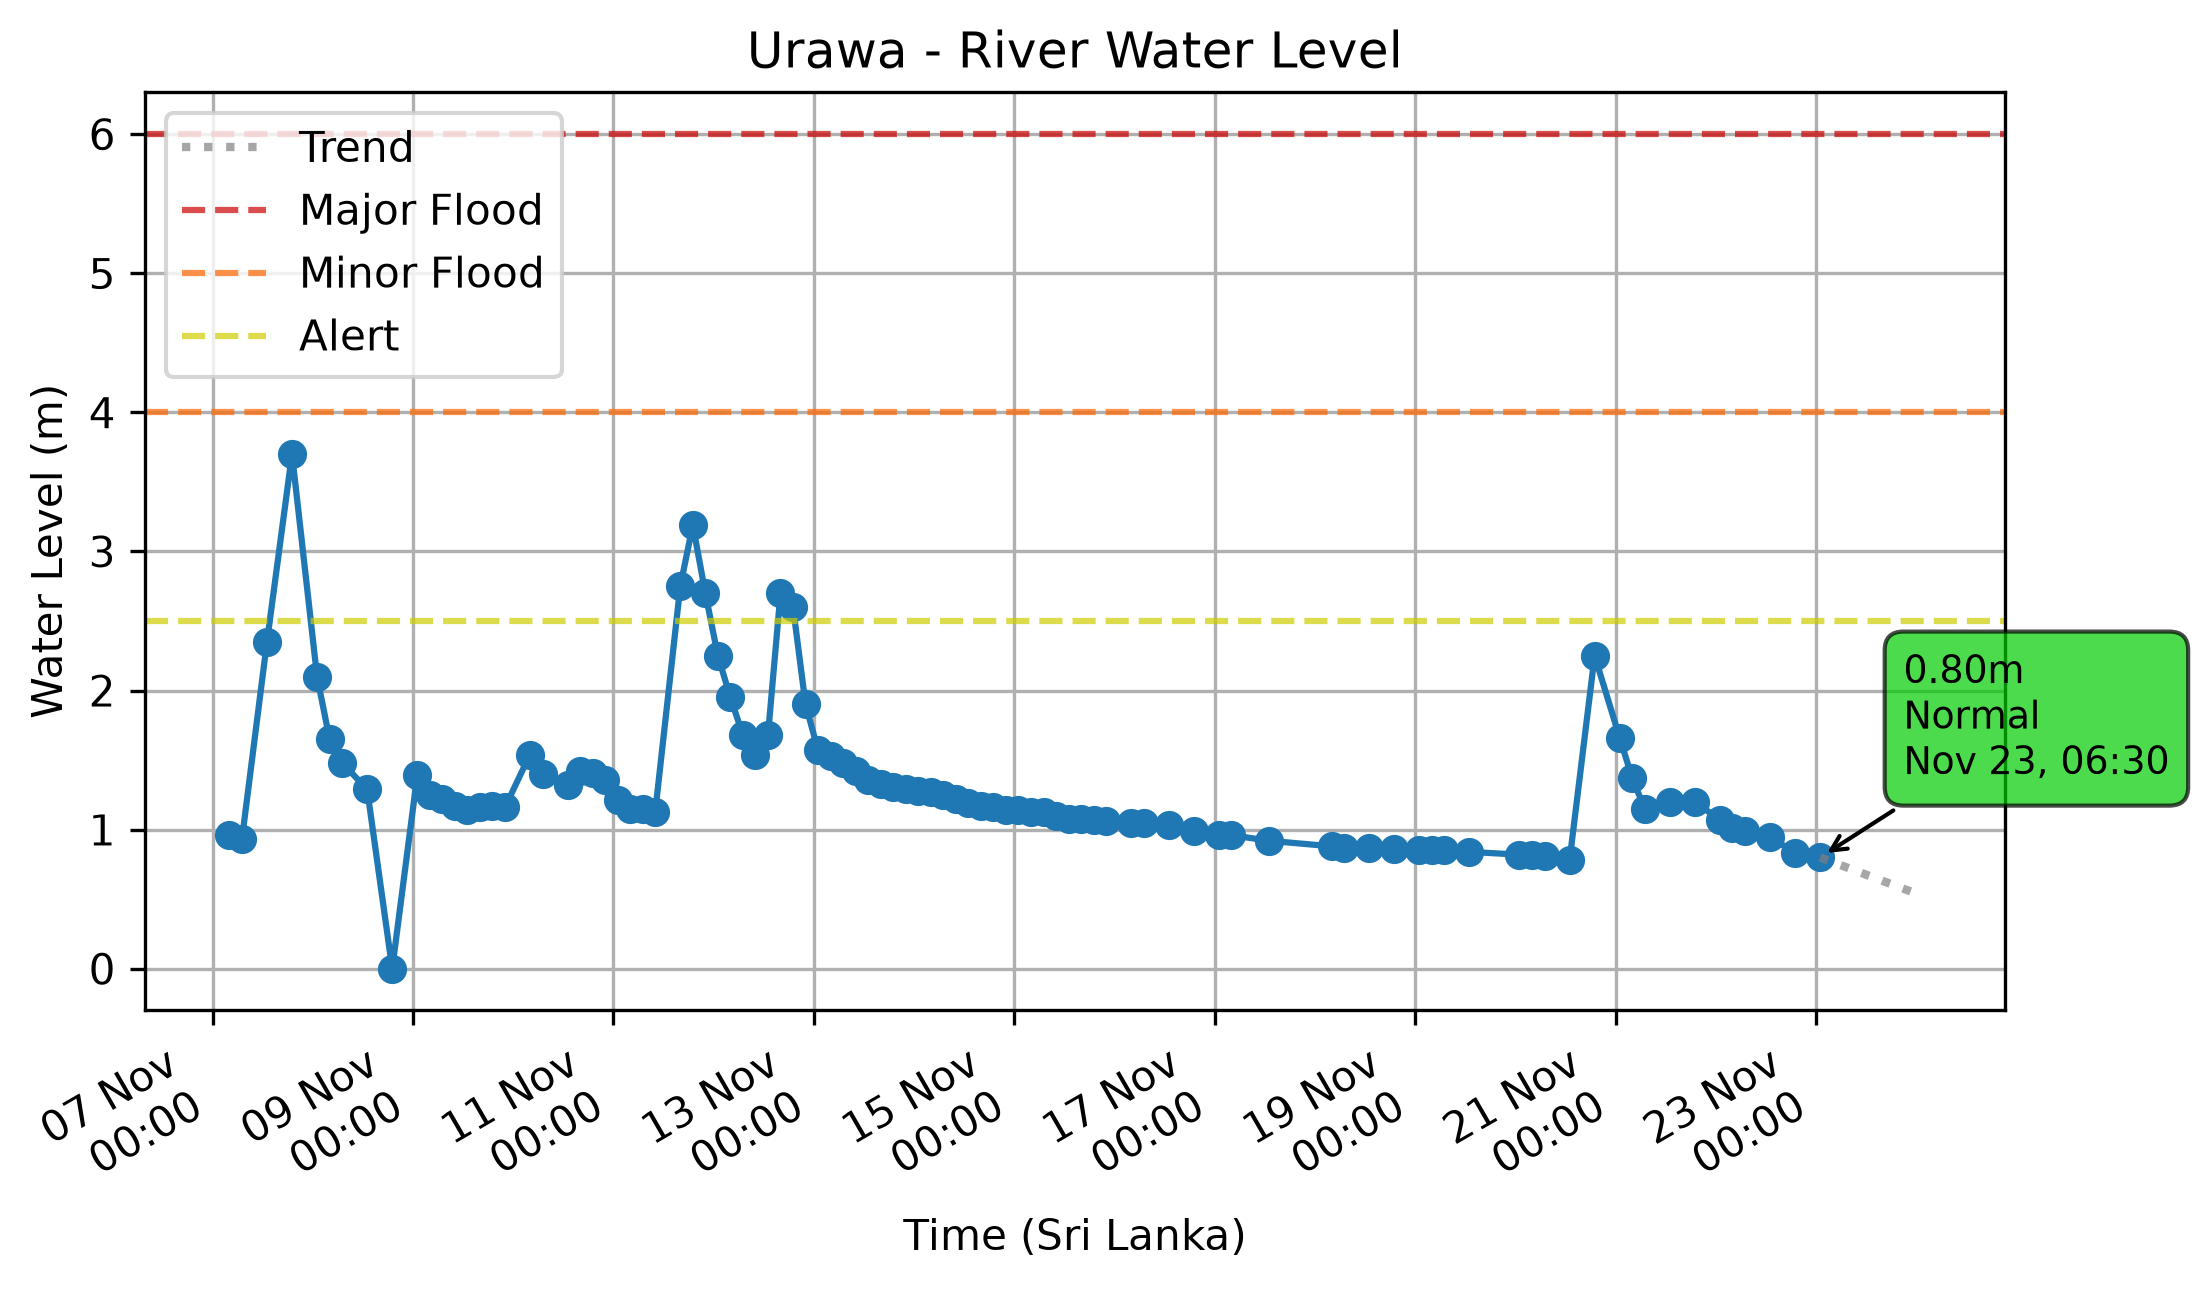 Urawa - River Water Level
Trend
Major Flood
Minor Flood
Alert
6
5
4
3
2
1
0
Water Level (m)
0.80m
Normal
Nov 23, 06:30
07 Nov
00:00
09 Nov
00:00
11 Nov
00:00
13 Nov
00:00
15 Nov
00:00
17 Nov
00:00
19 Nov
00:00
21 Nov
00:00
23 Nov
00:00
Time (Sri Lanka)